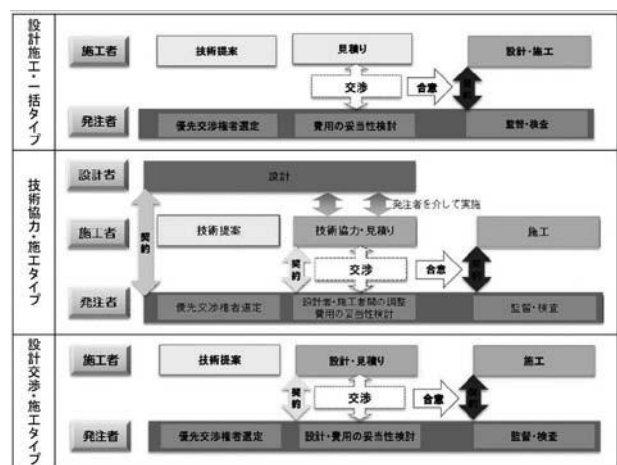 設計施工・一括タイプ
施工者
技術提案
見積り
設計・施工
交渉
合意
契約
発注者
優先交渉権者選定
費用の妥当性検討
監督・検査
技術協力・施工タイプ
設計者
設計
発注者を介して実施
契約
施工者
技術提案
技術協力・見積り
施工
契約
交渉
合意
契約
発注者
優先交渉権者選定
設計者・施工者間の調整
費用の妥当性検討
監督・検査
設計交渉・施工タイプ
施工者
技術提案
設計・見積り
施工
契約
交渉
合意
契約
発注者
優先交渉権者選定
設計・費用の妥当性検討
監督・検査